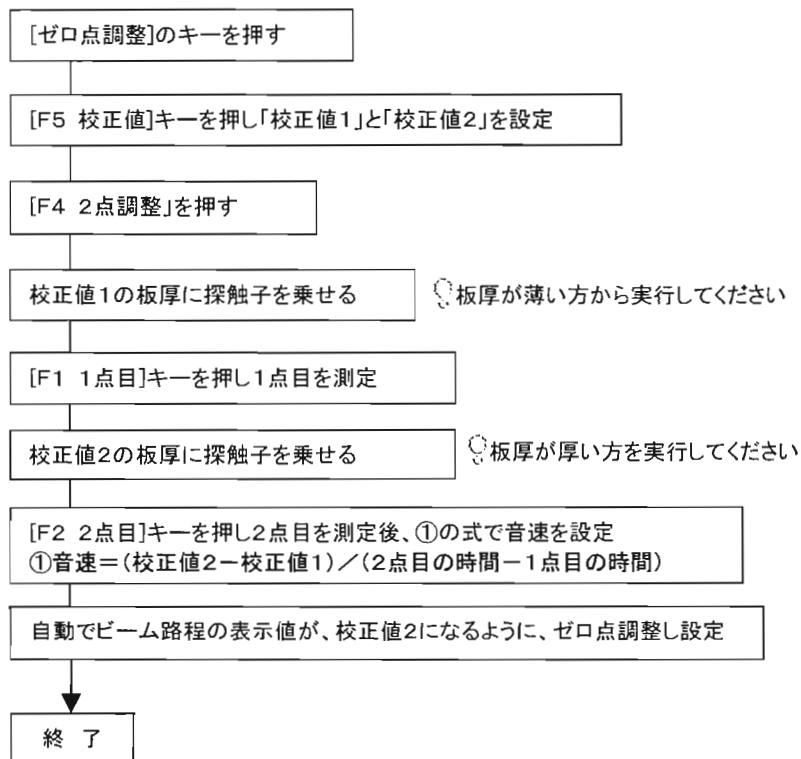 [ゼロ点調整]のキーを押す
[F5 校正値]キーを押し「校正値1」と「校正値2」を設定
[F4 2点調整」を押す
校正値1の板厚に探触子を乗せる
板厚が薄い方から実行してください
[F1 1点目]キーを押し1点目を測定
校正値2の板厚に探触子を乗せる
板厚が厚い方を実行してください
[F2 2点目]キーを押し2点目を測定後、①の式で音速を設定
①音速=(校正値2-校正値1)/(2点目の時間-1点目の時間)
自動でビーム路程の表示値が、校正値2になるように、ゼロ点調整し設定
終 了